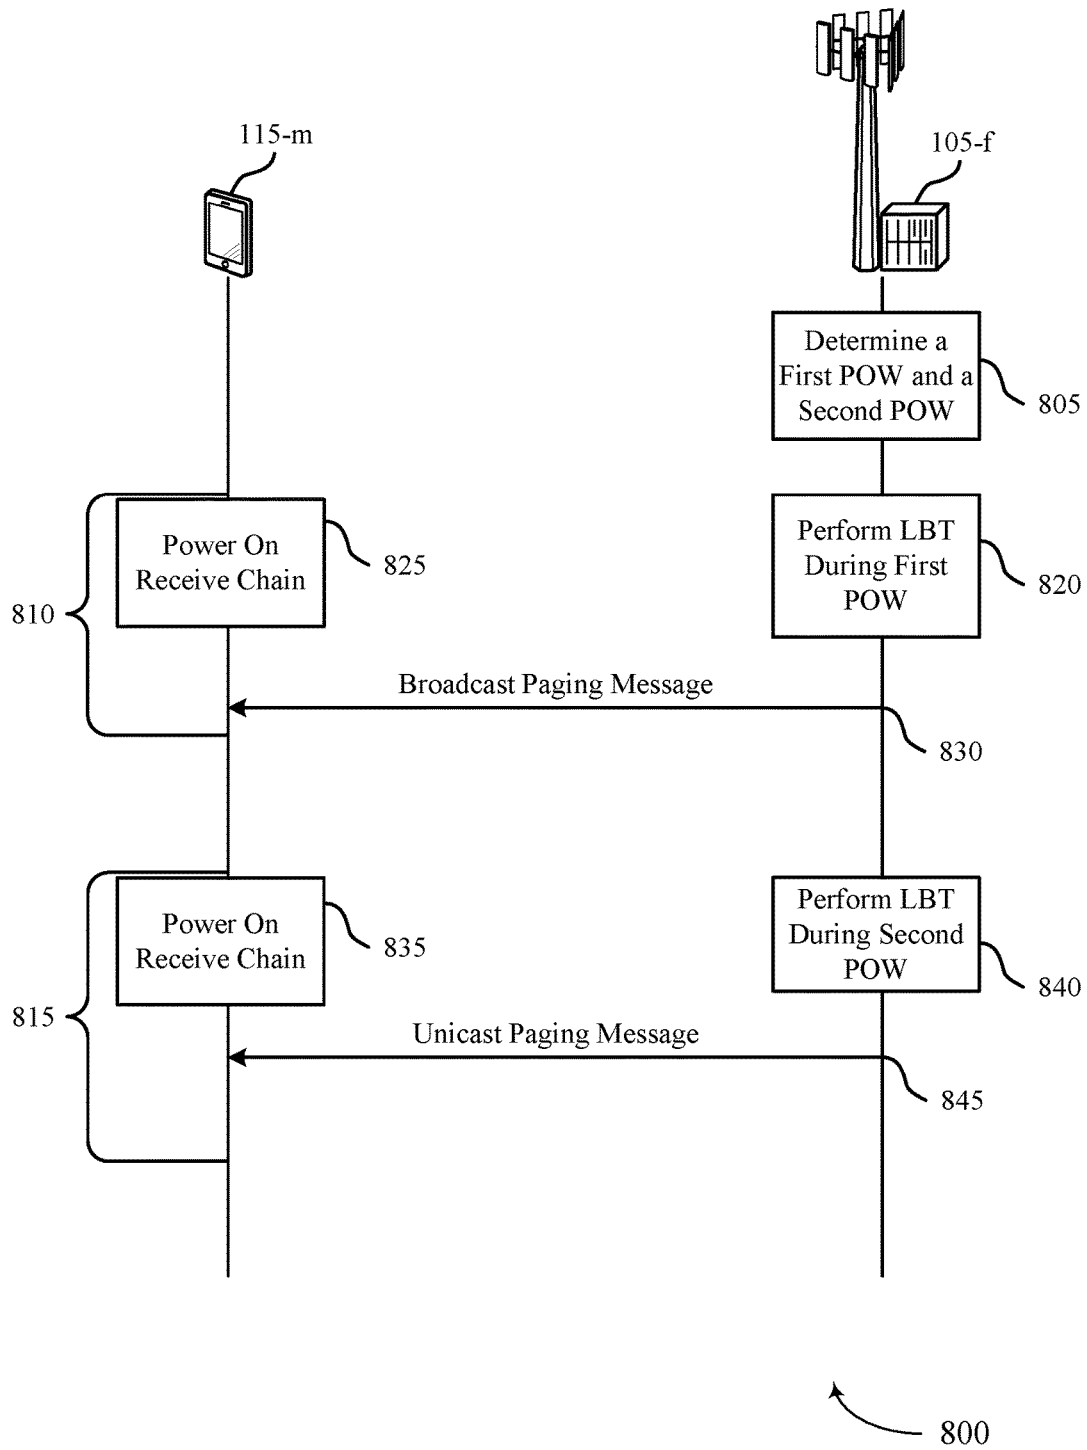 115-m
105-f
Determine a
First POW and a
Second POW
805
Power On
Receive Chain
825
810
Perform LBT
During First
POW
820
Broadcast Paging Message
830
Power On
Receive Chain
835
815
Perform LBT
During Second
POW
840
Unicast Paging Message
845
800